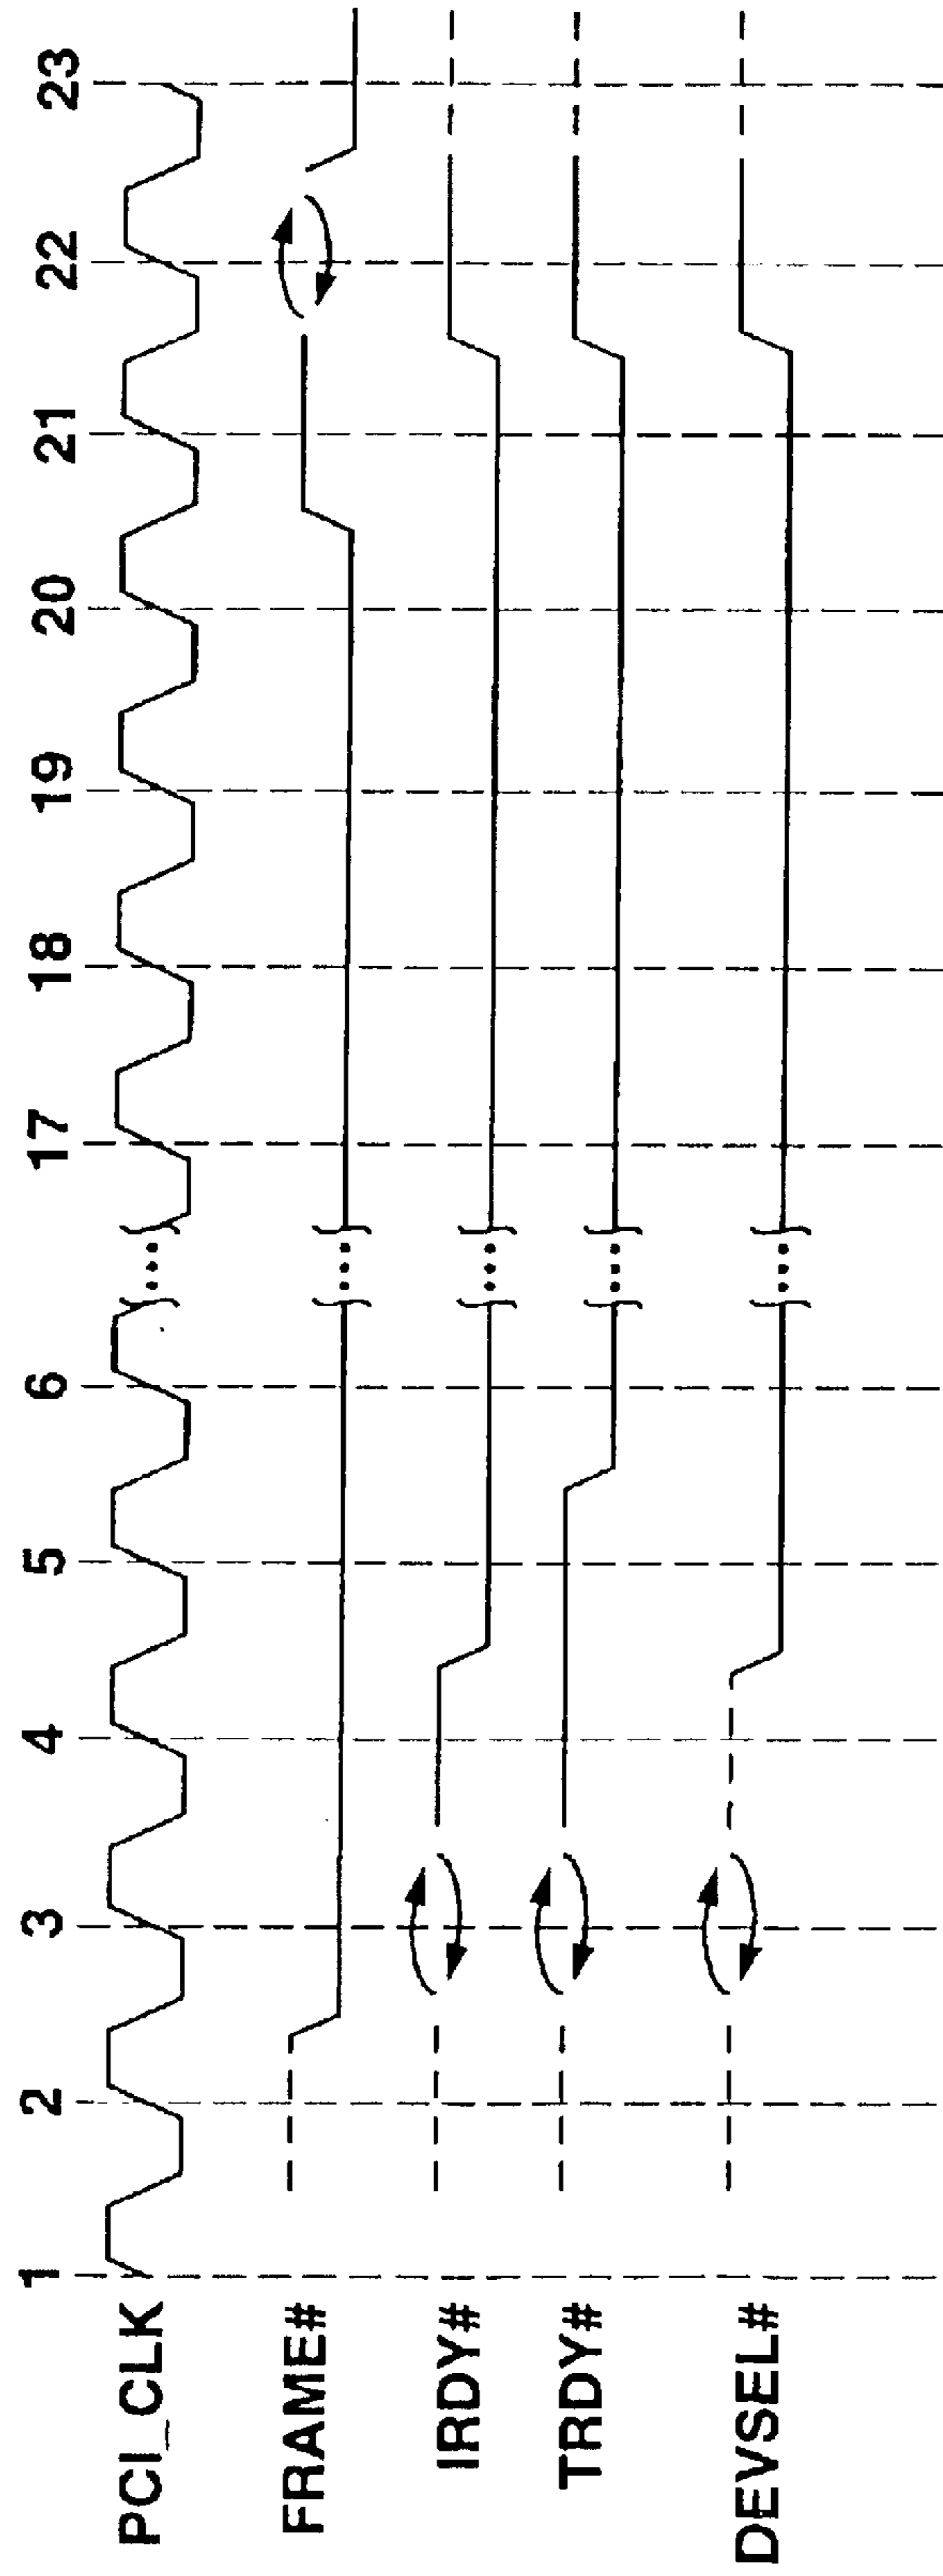 1 2 3 4 5 6 17 18 19 20 21 22 23
PCI_CLK
FRAME#
IRDY#
TRDY#
DEVSEL#